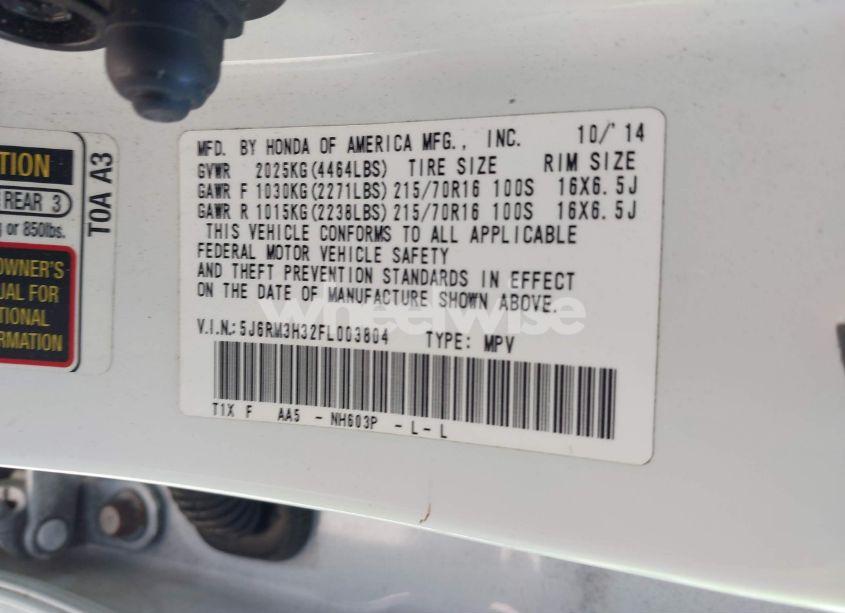 MFD. BY HONDA OF AMERICA MFG., INC. 10/'14
GVWR 2025KG(4464LBS) TIRE SIZE RIM SIZE
GAWR F 1030KG(2271LBS) 215/70R16 100S 16X6.5J
GAWR R 1015KG(2238LBS) 215/70R16 100S 16X6.5J
THIS VEHICLE CONFORMS TO ALL APPLICABLE
FEDERAL MOTOR VEHICLE SAFETY
AND THEFT PREVENTION STANDARDS IN EFFECT
ON THE DATE OF MANUFACTURE SHOWN ABOVE.
V.I.N.:5J6RM3H32FL003804 TYPE: MPV
T1X F AA5 - NH603P - L - L
wheelwise
TION
REAR 3
or 850lbs.
OWNER'S
UAL FOR
TIONAL
RMATION
T0A A3